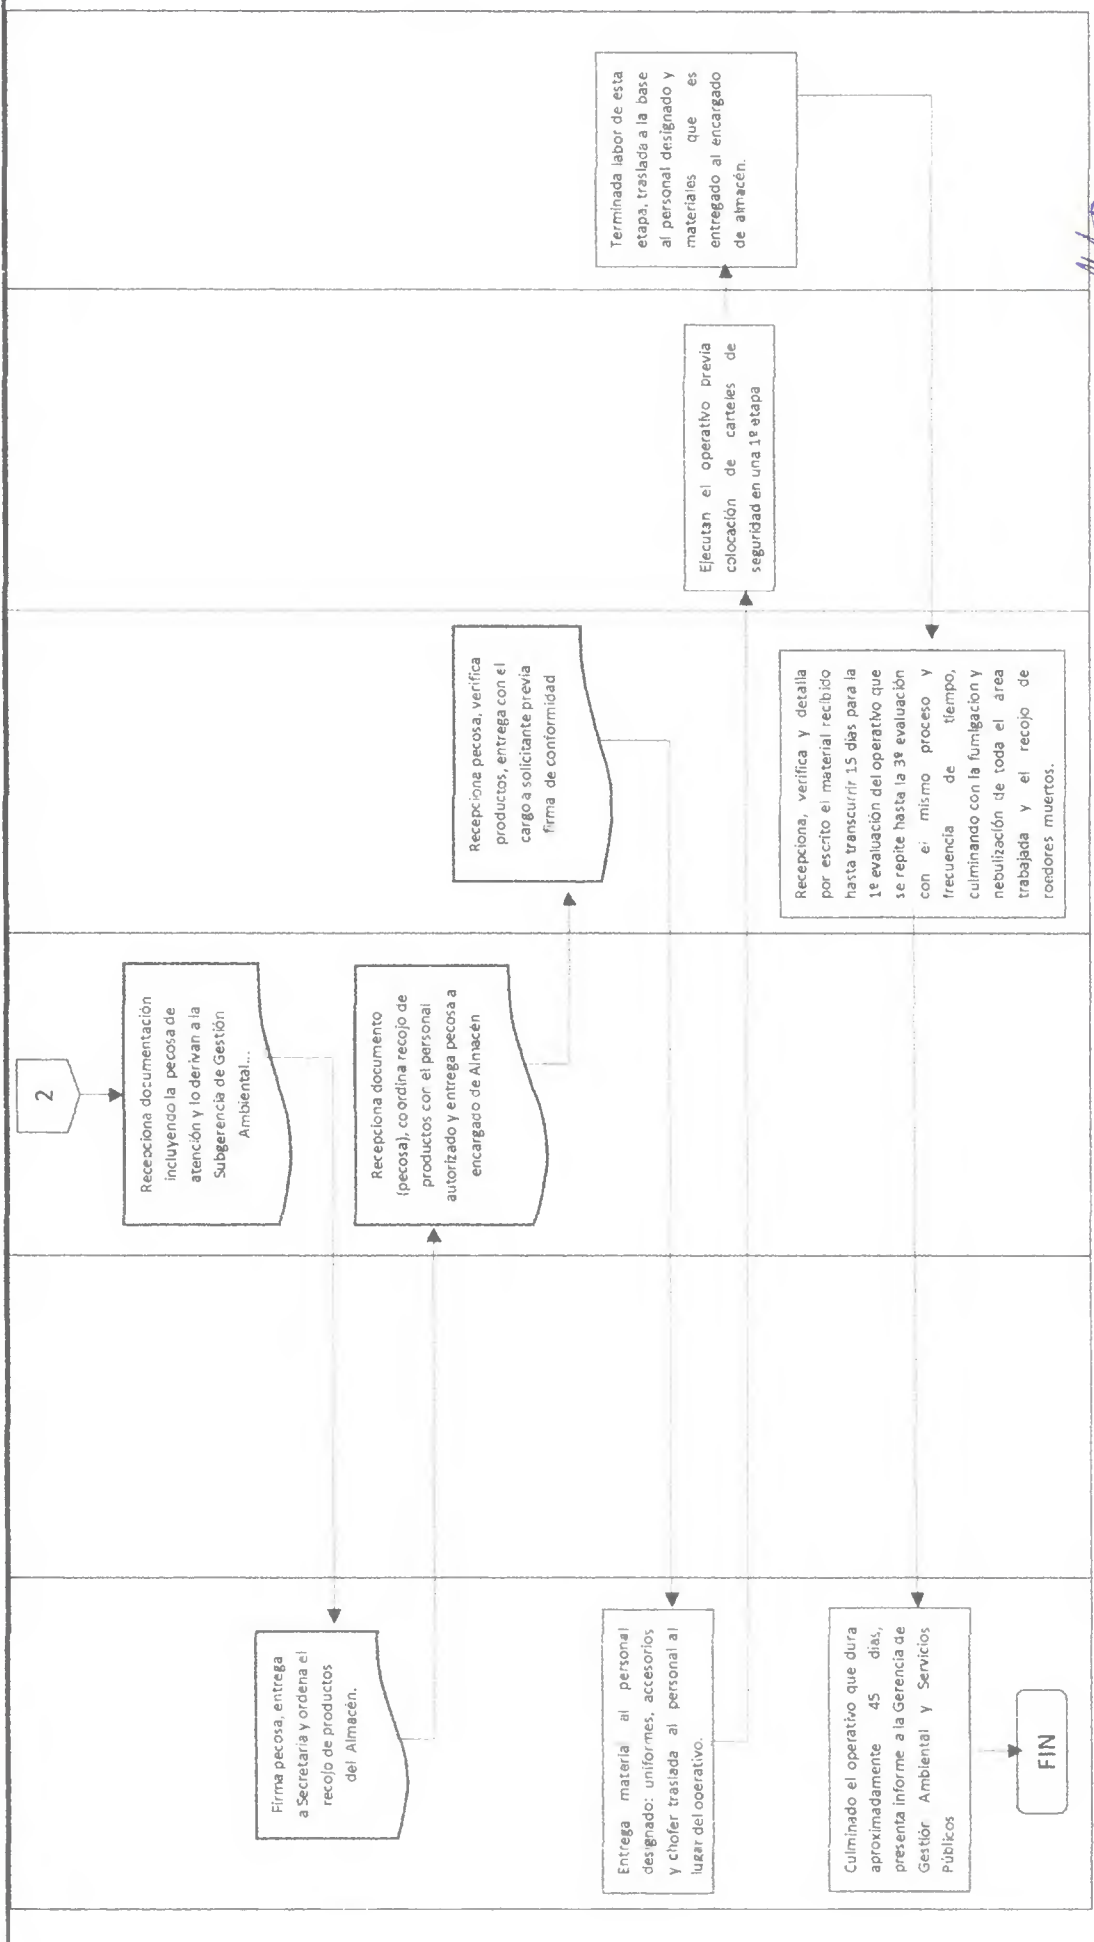 2
Recepciona documentación
incluyendo la pecosa de
atención y lo derivan a la
Subgerencia de Gestión
Ambiental...
Firma pecosa, entrega
a Secretaria y ordena el
recojo de productos
del Almacén.
Recepciona documento
(pecosa), coordina recojo de
productos con el personal
autorizado y entrega pecosa a
encargado de Almacén
Recepciona pecosa, verifica
productos, entrega con el
cargo a solicitante previa
firma de conformidad
Entrega material al personal
designado: uniformes, accesorios
y chofer traslada al personal al
lugar del operativo.
Ejecutan el operativo previa
colocación de carteles de
seguridad en una 1º etapa
Terminada labor de esta
etapa, traslada a la base
al personal designado y
materiales que es
entregado al encargado
de almacén.
Recepciona, verifica y detalla
por escrito el material recibido
hasta transcurrir 15 dias para la
1º evaluación del operativo que
se repite hasta la 3º evaluación
con el mismo proceso y
frecuencia de tiempo,
culminando con la fumigacion y
nebulización de toda el area
trabajada y el recojo de
roedores muertos.
Culminado el operativo que dura
aproximadamente 45 dias,
presenta informe a la Gerencia de
Gestión Ambiental y Servicios
Públicos
FIN